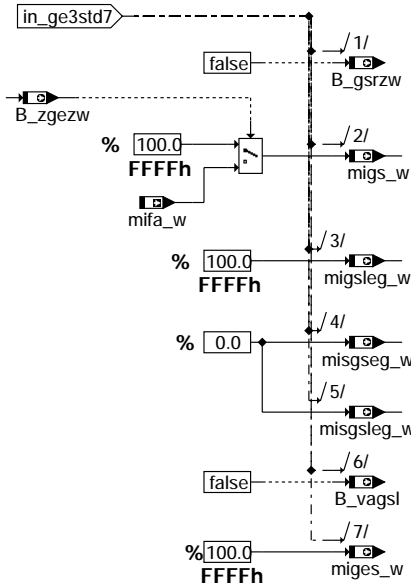 in_ge3std7
1/
false
B_gsrzw
B_zgezw
2/
% 100.0
FFFFh
migs_w
mifa_w
3/
% 100.0
FFFFh
migsleg_w
4/
% 0.0
misgseg_w
5/
misgsleg_w
6/
false
B_vagsl
7/
% 100.0
FFFFh
miges_w